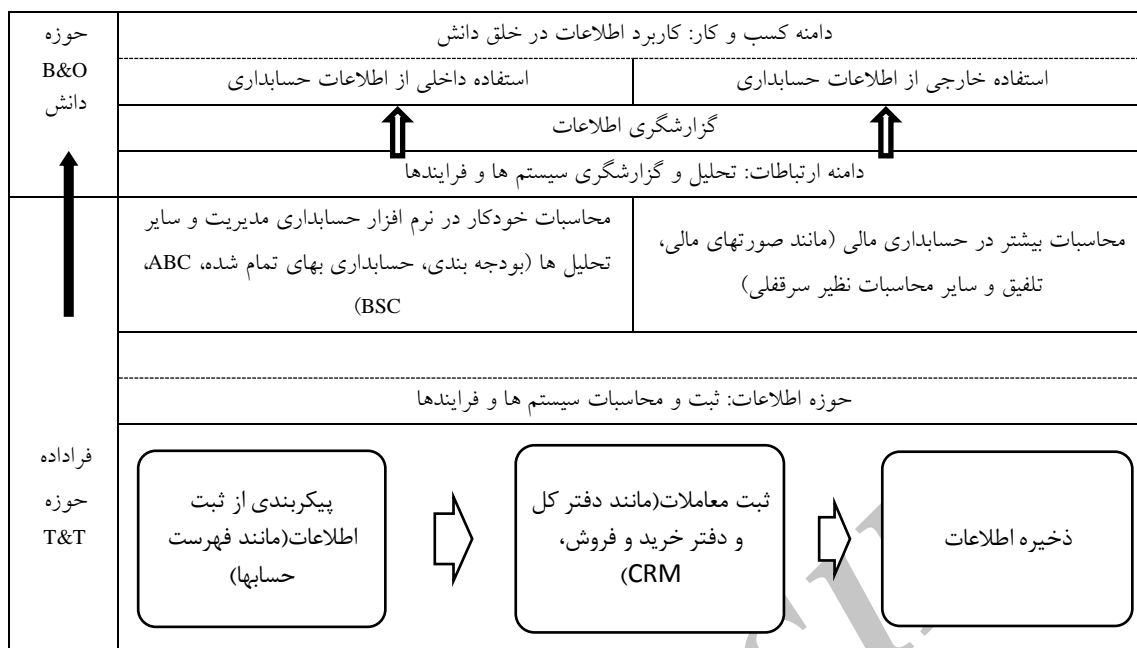 دامنه کسب و کار: کاربرد اطلاعات در خلق دانش
استفاده خارجی از اطلاعات حسابداری
استفاده داخلی از اطلاعات حسابداری
گزارشگری اطلاعات
دامنه ارتباطات: تحلیل و گزارشگری سیستم ها و فرایندها
حوزه
B&O
دانش
محاسبات بیشتر در حسابداری مالی (مانند صورتهای مالی،
تلفیق و سایر محاسبات نظیر سرقفلی)
محاسبات خودکار در نرم افزار حسابداری مدیریت و سایر
تحلیل ها (بودجه بندی، حسابداری بهای تمام شده، ABC،
BSC)
حوزه اطلاعات: ثبت و محاسبات سیستم ها و فرایندها
ذخیره اطلاعات
ثبت معاملات(مانند دفتر کل
و دفتر خرید و فروش،
CRM)
پیکربندی از ثبت
اطلاعات(مانند فهرست
حسابها)
فراداده
حوزه
T&T